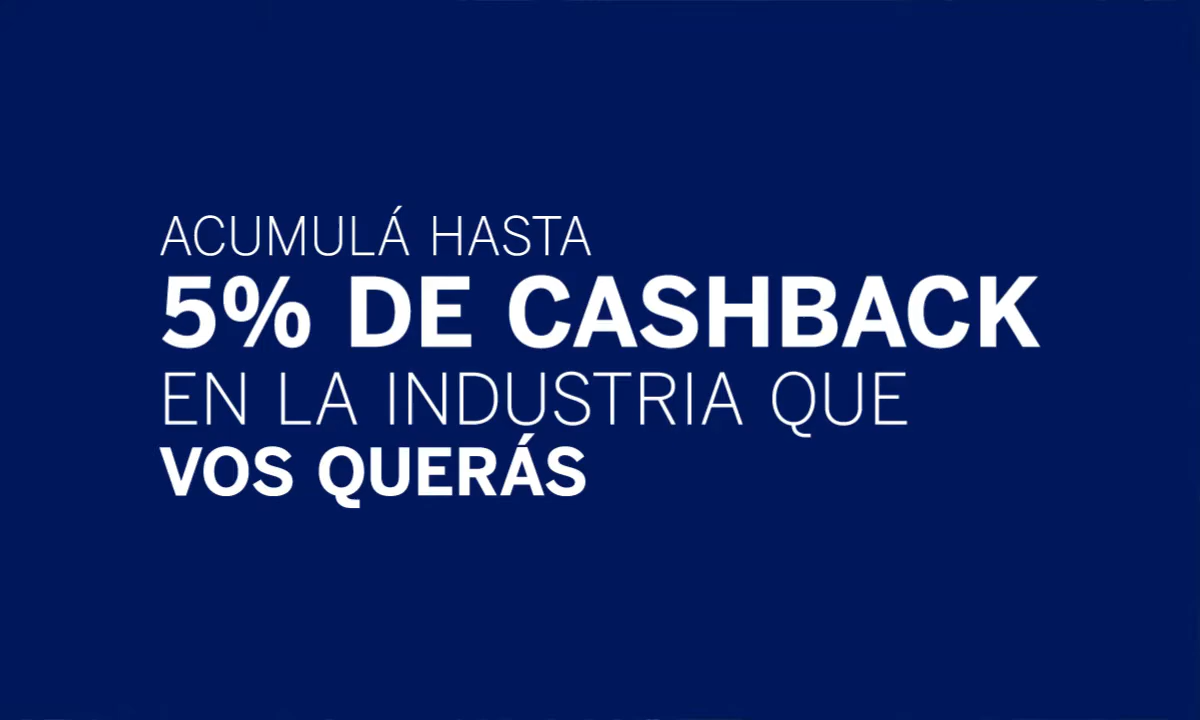 ACUMULÁ HASTA
5% DE CASHBACK
EN LA INDUSTRIA QUE
VOS QUERÁS